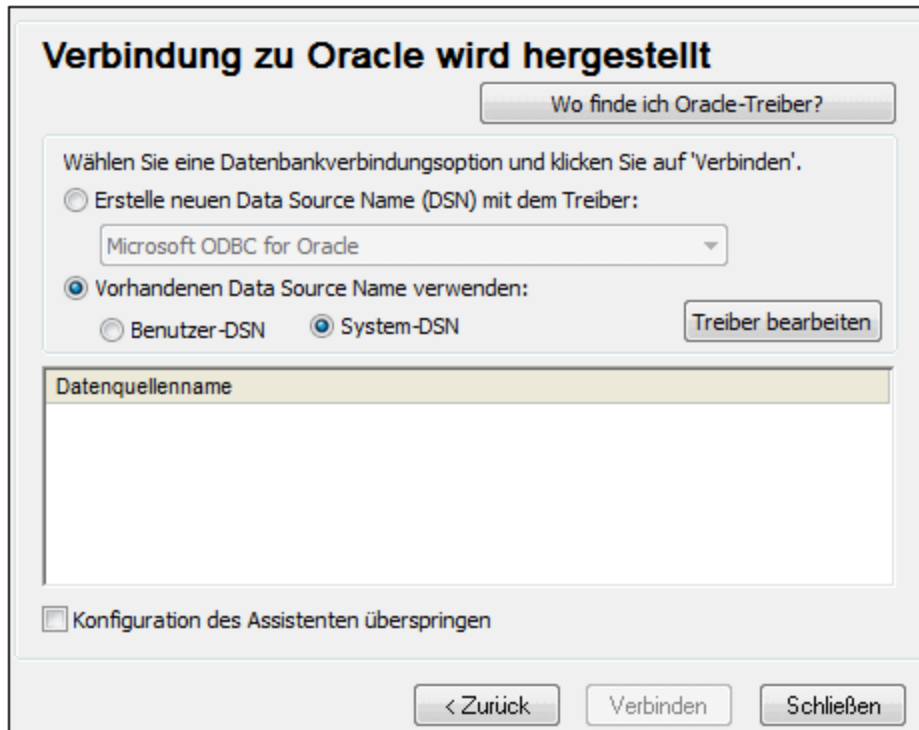 Verbindung zu Oracle wird hergestellt
Wo finde ich Oracle-Treiber?
Wählen Sie eine Datenbankverbindungsoption und klicken Sie auf 'Verbinden'.
Erstelle neuen Data Source Name (DSN) mit dem Treiber:
Microsoft ODBC for Oracle
Vorhandenen Data Source Name verwenden:
Benutzer-DSN System-DSN Treiber bearbeiten
Datenquellenname
Konfiguration des Assistenten überspringen
< Zurück Verbinden Schließen